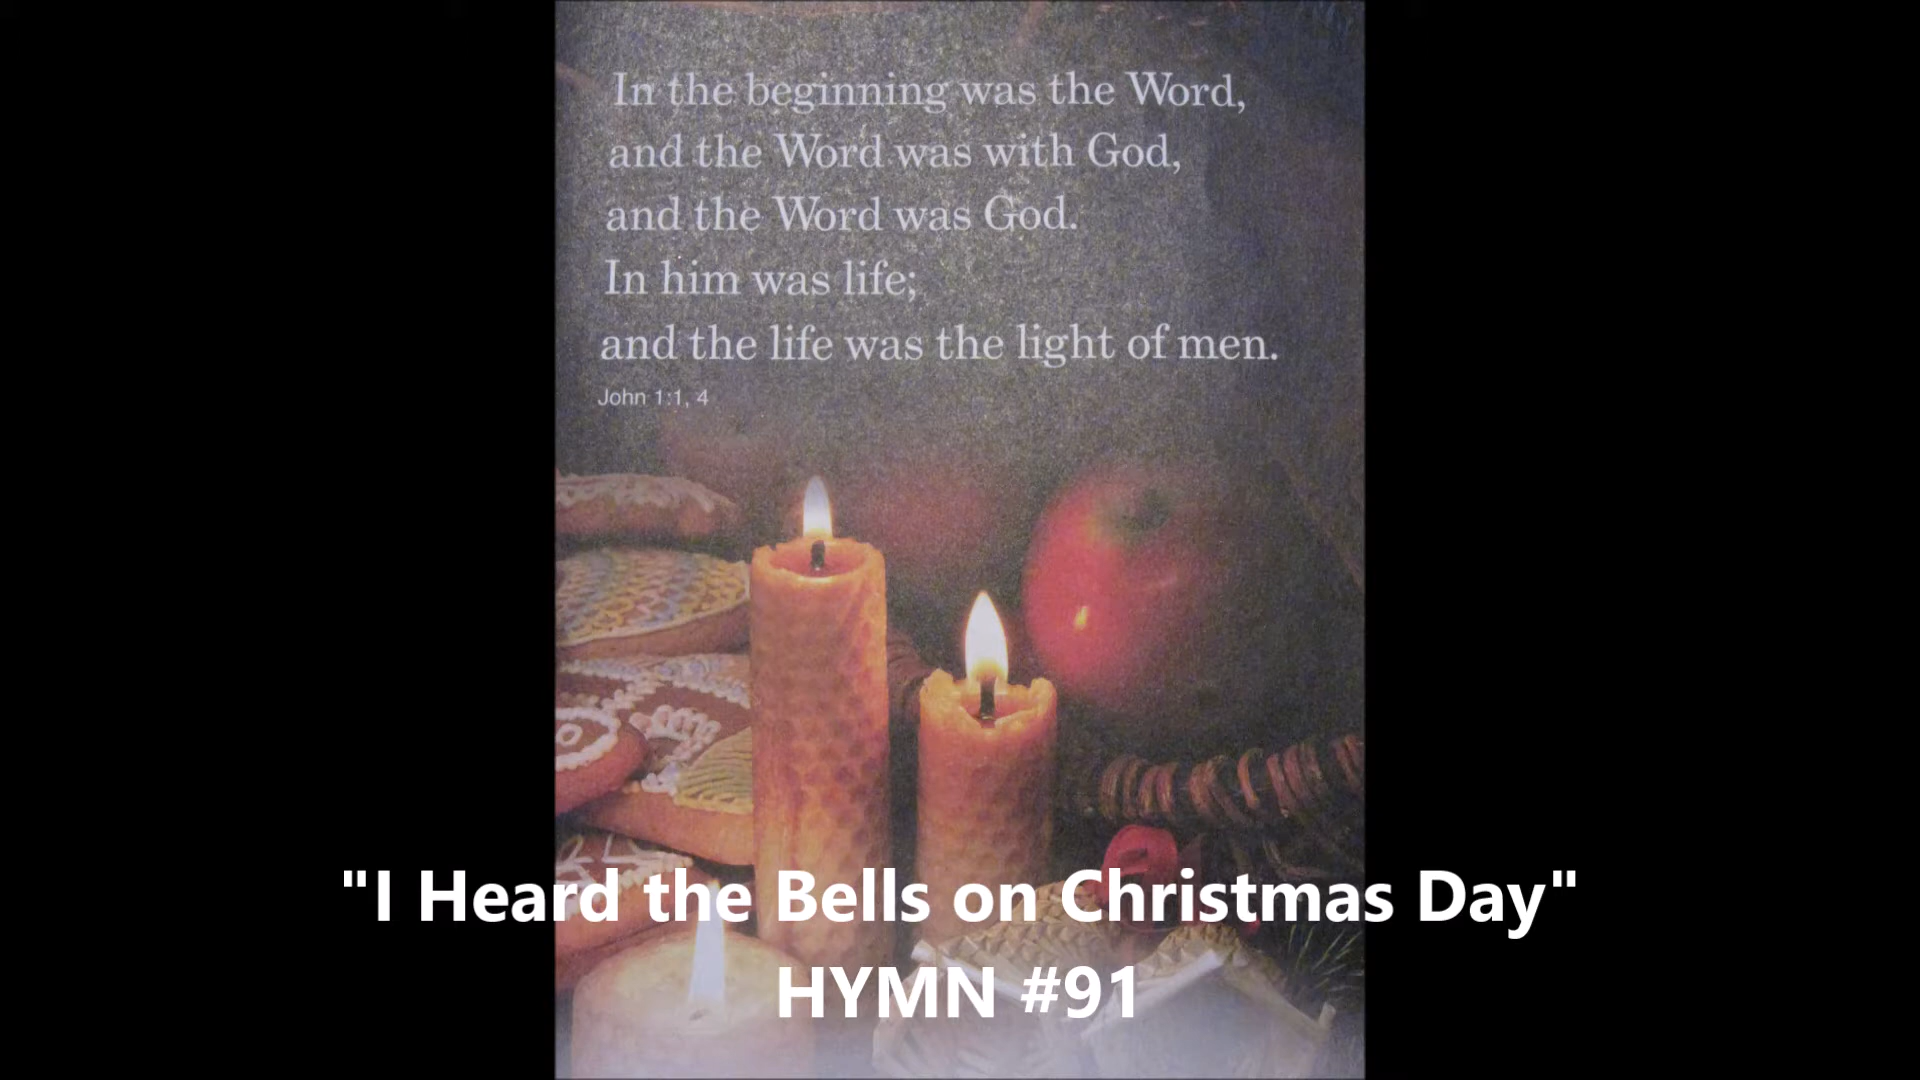 In the beginning was the Word,
and the Word was with God,
and the Word was God.
In him was life;
and the life was the light of men.
John 1:1, 4
"I Heard the Bells on Christmas Day"
HYMN #91